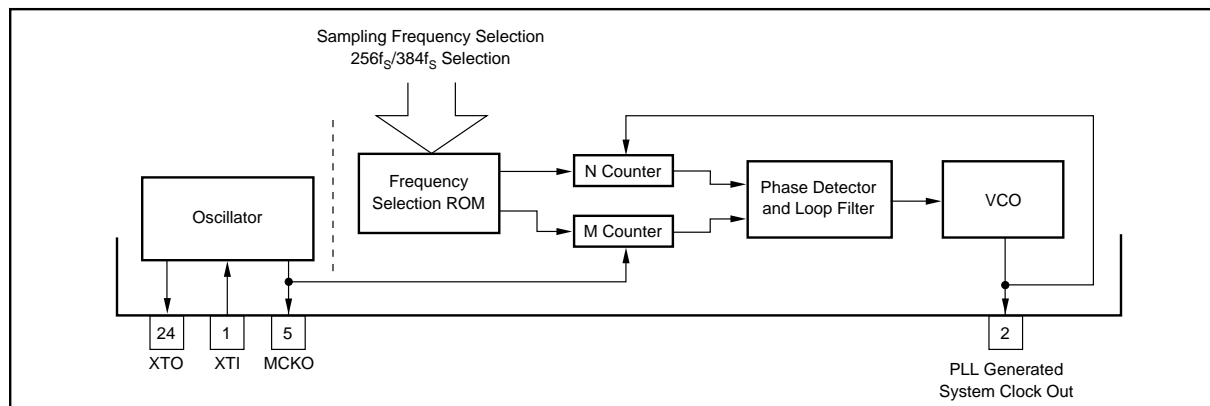 Sampling Frequency Selection
256fS/384fS Selection
Frequency
Selection ROM
N Counter
M Counter
Phase Detector
and Loop Filter
VCO
Oscillator
24
1
5
2
XTO
XTI
MCKO
PLL Generated
System Clock Out